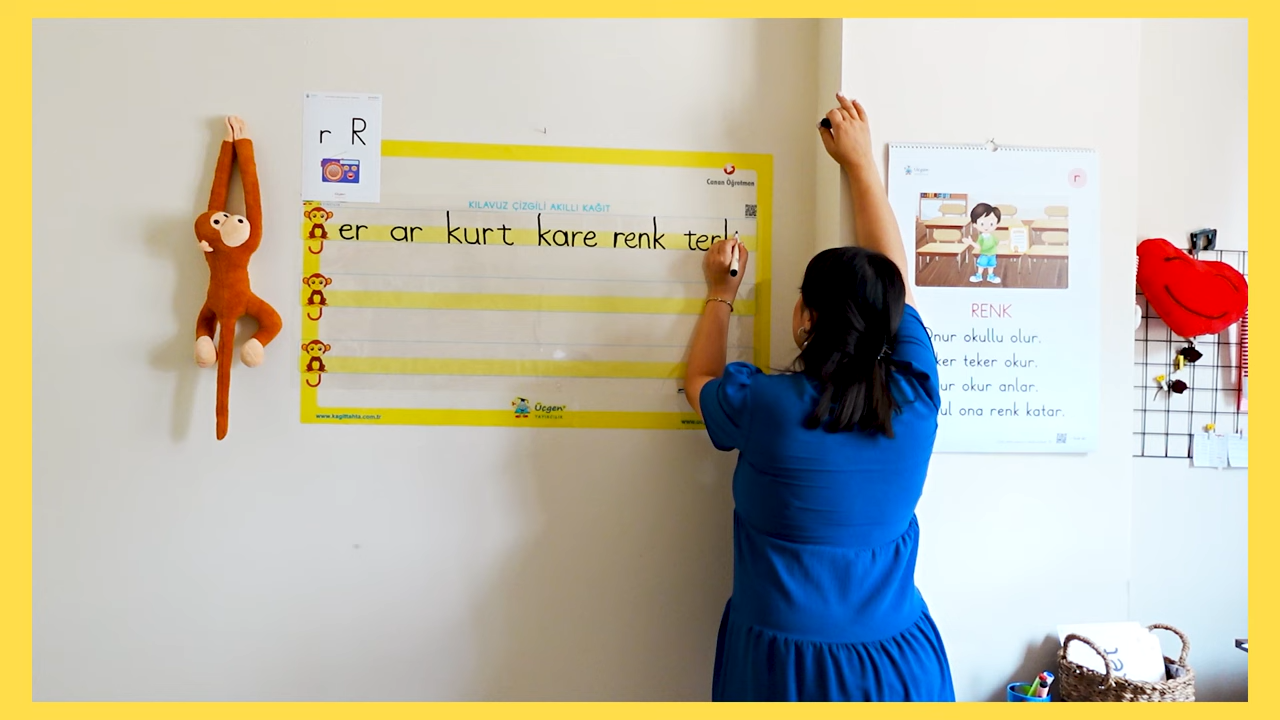 r R
Canan Öğretmen
KILAVUZ ÇİZGİLİ AKILLI KAĞIT
er ar kurt kare renk
www.kagittahta.com.tr
Üçgen
r
RENK
Onur okullu olur.
teker okur.
okur anlar.
ona renk katar.